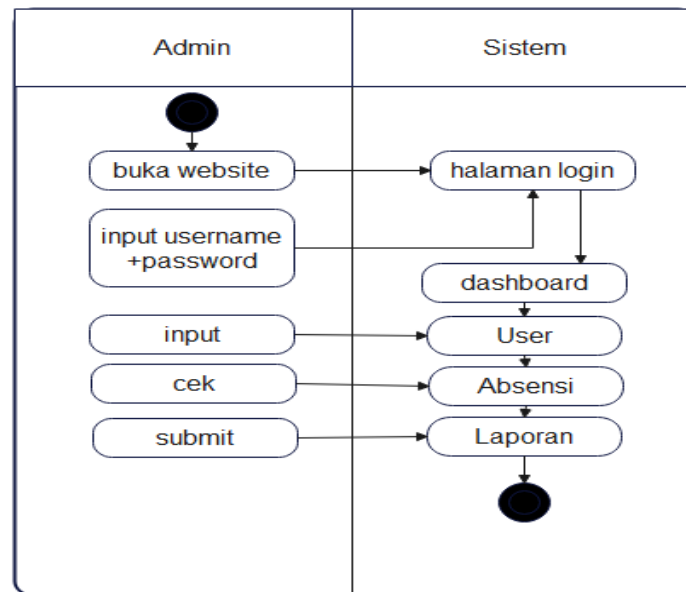 Admin
Sistem
buka website
halaman login
input username
+password
dashboard
input
User
cek
Absensi
submit
Laporan